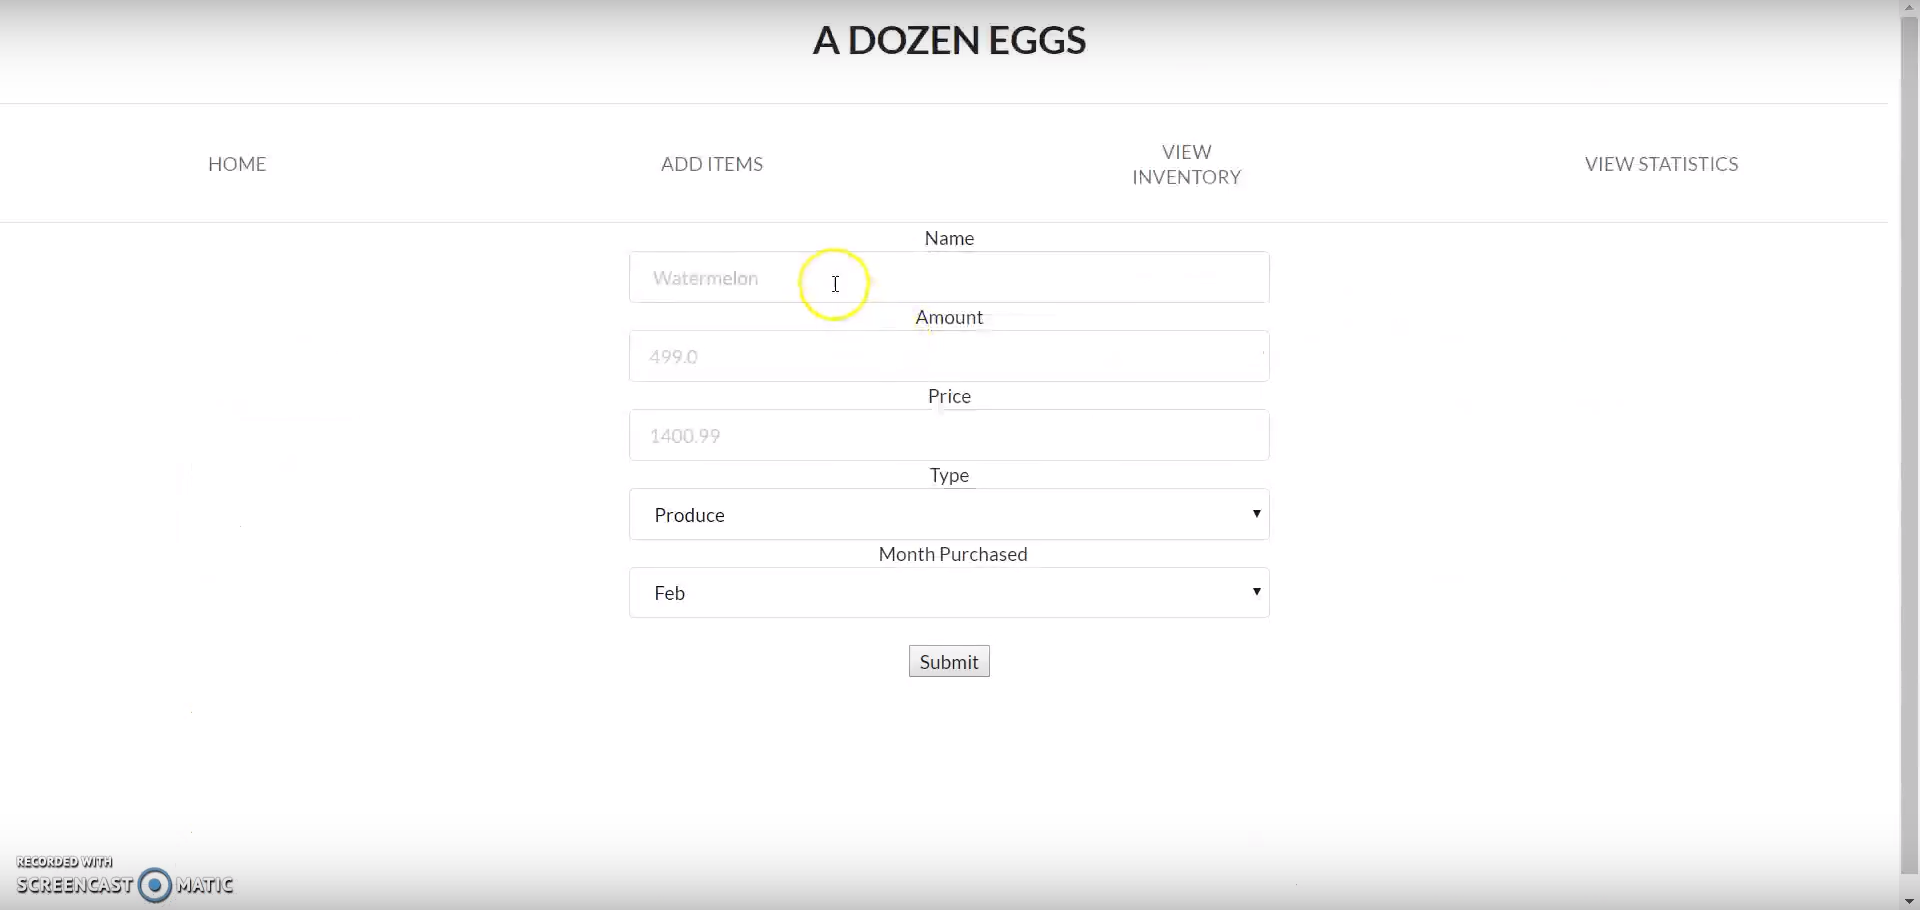 A DOZEN EGGS
HOME
ADD ITEMS
VIEW
INVENTORY
VIEW STATISTICS
Name
Watermelon
Amount
499.0
Price
1400.99
Type
Produce
Month Purchased
Feb
Submit
RECORDED WITH
SCREENCAST MATIC